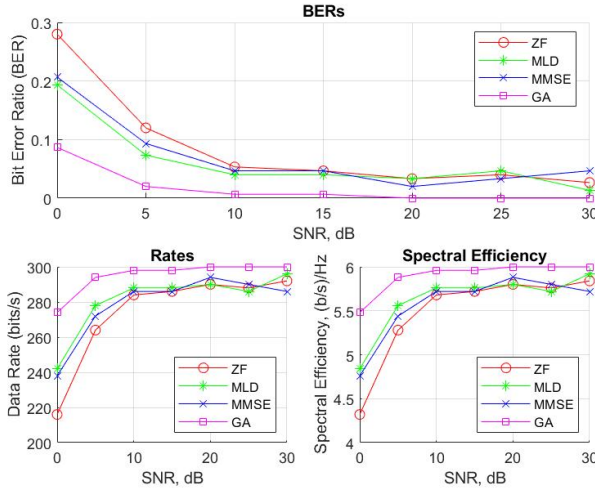 BERs
Bit Error Ratio (BER)
0.3
0.2
0.1
0
0
5
10
15
20
25
30
SNR, dB
ZF
MLD
MMSE
GA
Rates
Data Rate (bits/s)
300
280
260
240
220
200
0
10
20
30
SNR, dB
ZF
MLD
MMSE
GA
Spectral Efficiency
Spectral Efficiency, (b/s)/Hz
6
5.5
5
4.5
4
0
10
20
30
SNR, dB
ZF
MLD
MMSE
GA